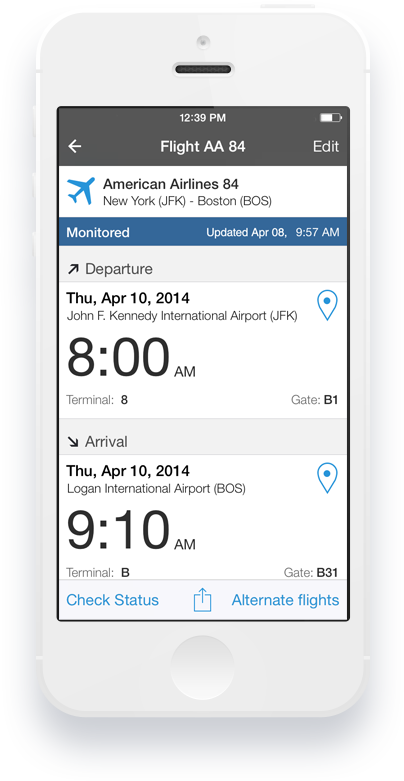 12:39 PM
Flight AA 84 Edit
American Airlines 84
New York (JFK) - Boston (BOS)
Monitored Updated Apr 08, 9:57 AM
Departure
Thu, Apr 10, 2014
John F. Kennedy International Airport (JFK)
8:00 AM
Terminal: 8 Gate: B1
Arrival
Thu, Apr 10, 2014
Logan International Airport (BOS)
9:10 AM
Terminal: B Gate: B31
Check Status Alternate flights